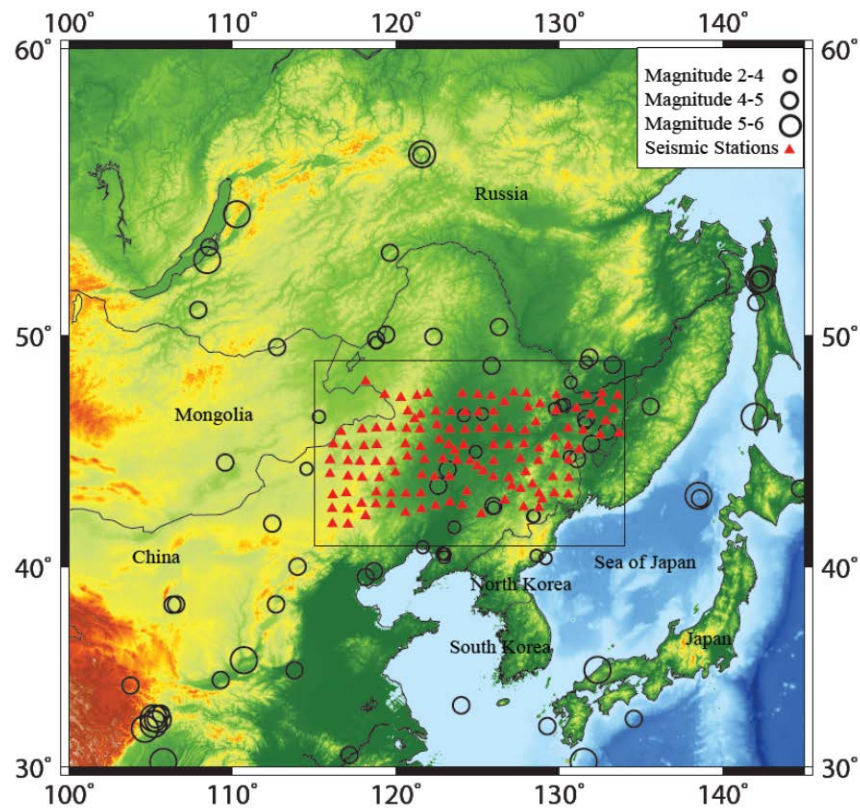 100° 110° 120° 130° 140°
60° 60°
Magnitude 2-4
Magnitude 4-5
Magnitude 5-6
Seismic Stations
Russia
50° 50°
Mongolia
China
Sea of Japan
40° 40°
North Korea
South Korea
Japan
30° 30°
100° 110° 120° 130° 140°